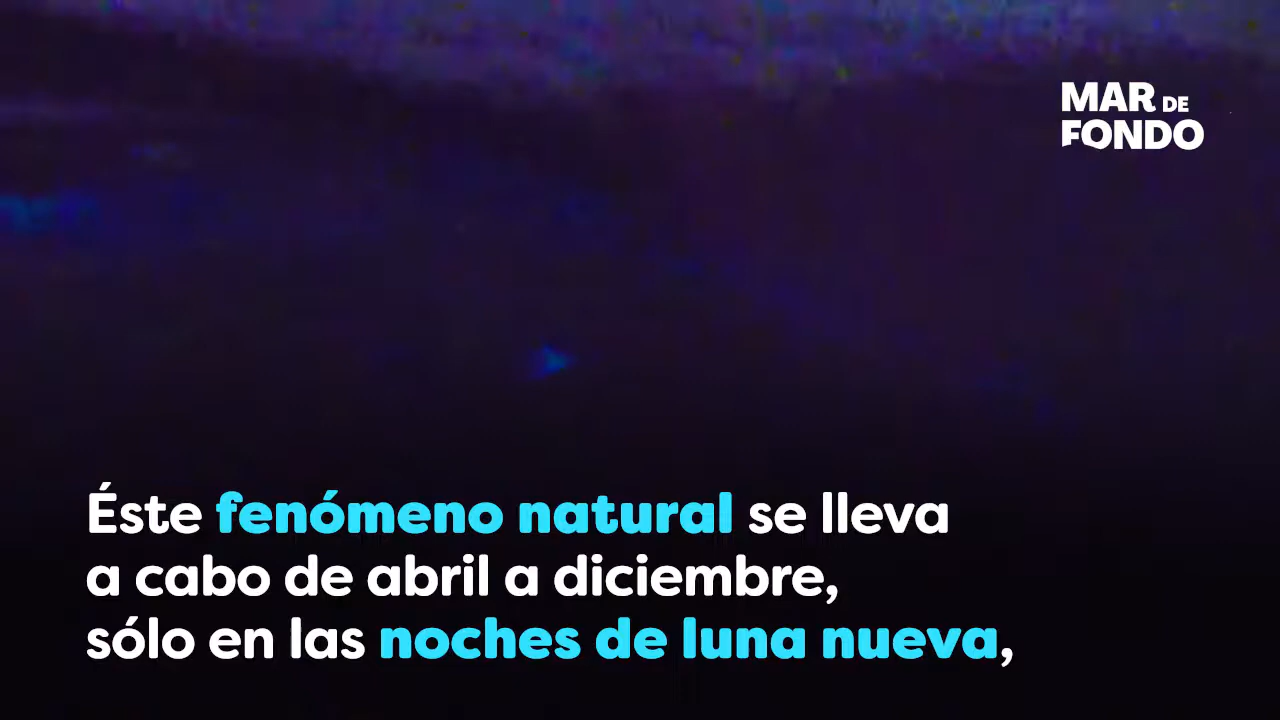 MAR DE
FONDO
Éste fenómeno natural se lleva
a cabo de abril a diciembre,
sólo en las noches de luna nueva,